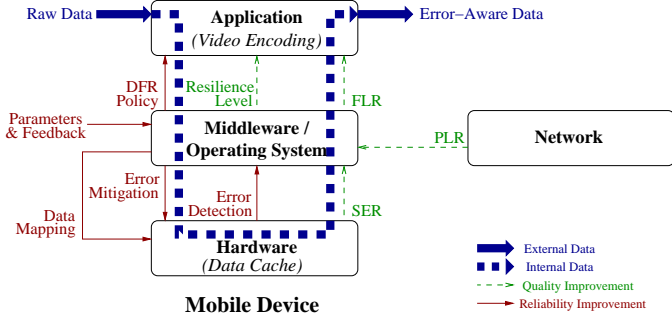 Raw Data
Application
(Video Encoding)
Error-Aware Data
DFR
Policy
Resilience
Level
FLR
Parameters
& Feedback
Middleware /
Operating System
PLR
Network
Error
Mitigation
Error
Detection
SER
Data
Mapping
Hardware
(Data Cache)
External Data
Internal Data
Quality Improvement
Reliability Improvement
Mobile Device